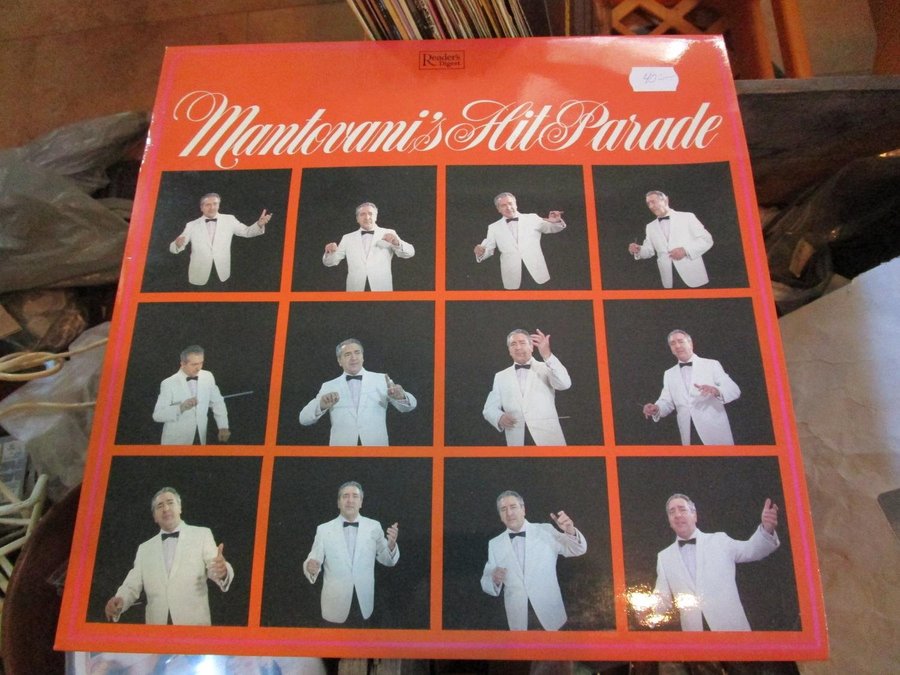 Reader's
Digest
40-
Mantovani's Hit Parade